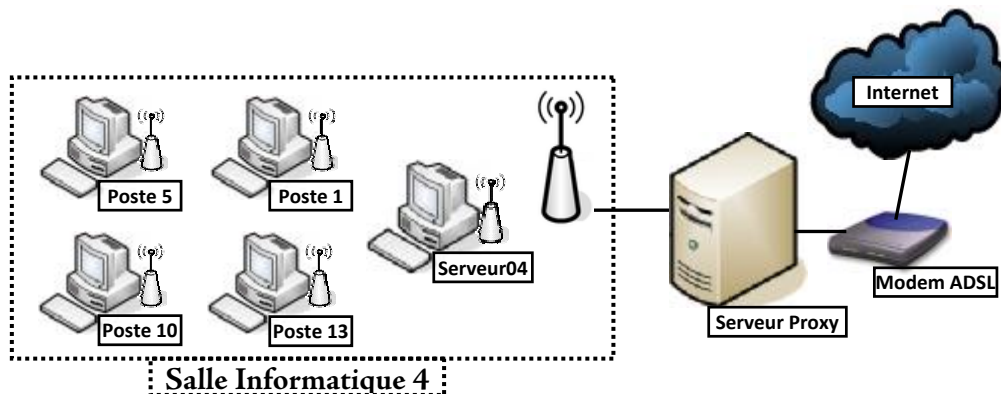 Internet
Poste 5
Poste 1
Serveur04
Modem ADSL
Poste 10
Poste 13
Serveur Proxy
Salle Informatique 4